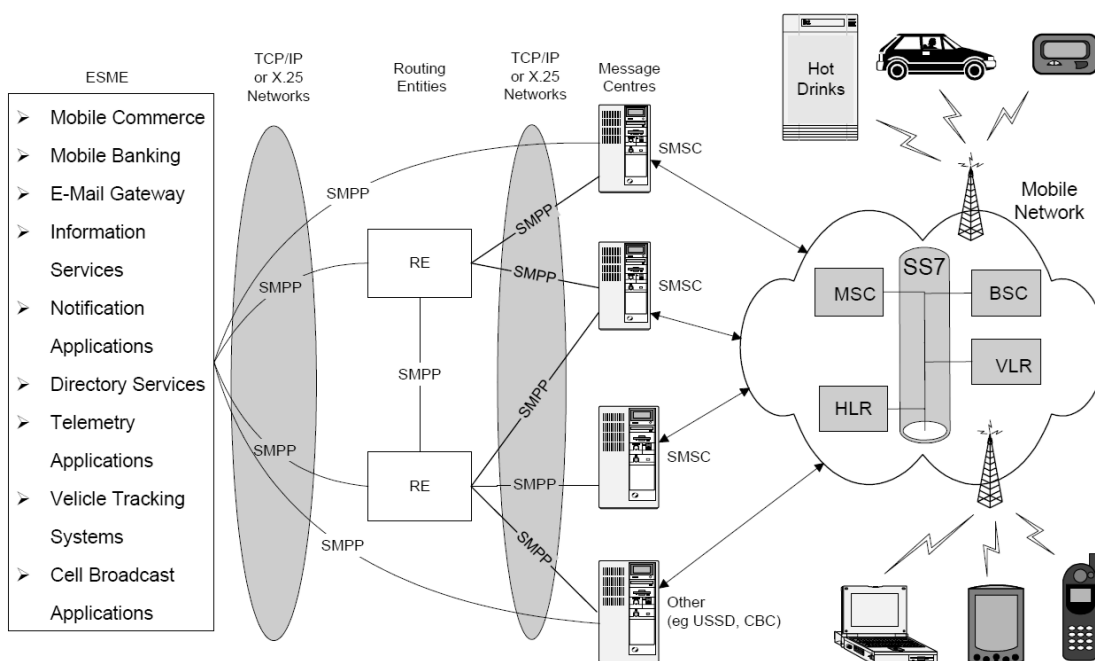 ESME
Mobile Commerce
Mobile Banking
E-Mail Gateway
Information
Services
Notification
Applications
Directory Services
Telemetry
Applications
Velicle Tracking
Systems
Cell Broadcast
Applications
TCP/IP
or X.25
Networks
Routing
Entities
TCP/IP
or X.25
Networks
Message
Centres
SMPP
SMPP
SMPP
SMPP
RE
SMPP
RE
SMPP
SMPP
SMPP
SMPP
SMPP
SMSC
SMSC
SMSC
Other
(eg USSD, CBC)
SMPP
Hot
Drinks
Mobile
Network
SS7
MSC
BSC
VLR
HLR